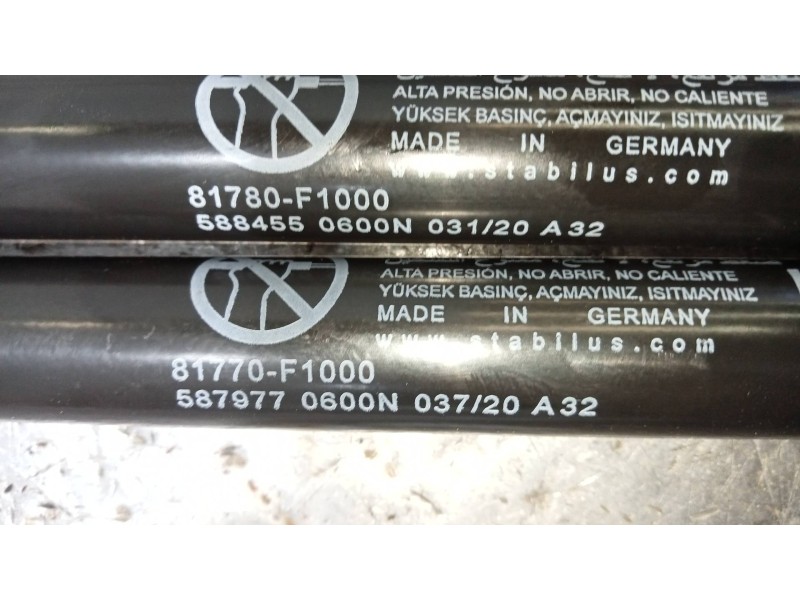 ALTA PRESIÓN, NO ABRIR, NO CALIENTE
YÜKSEK BASINÇ, AÇMAYINIZ, ISITMAYINIZ
MADE IN GERMANY
www.stabilus.com
81780-F1000
588455 0600N 031/20 A32
ALTA PRESIÓN, NO ABRIR, NO CALIENTE
YÜKSEK BASINÇ, AÇMAYINIZ, ISITMAYINIZ
MADE IN GERMANY
www.stabilus.com
81770-F1000
587977 0600N 037/20 A32